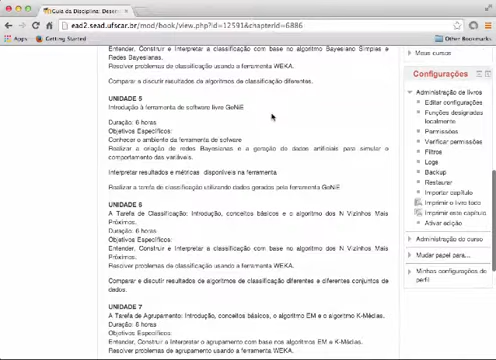 Guia da Disciplina: Desen
ead2.sead.ufscar.br/mod/book/view.php?id=12591&chapterid=6886
Apps
Getting Started
Other Bookmarks
Entender, Construir e Interpretar a classificação com base no algoritmo Bayesiano Simples e
Redes Bayesianas.
Resolver problemas de classificação usando a ferramenta WEKA.
Comparar e discutir resultados de algoritmos de classificação diferentes.
UNIDADE 5
Introdução à ferramenta de software livre GeNIE
Duração: 6 horas
Objetivos Específicos:
Conhecer o ambiente da ferramenta de sofware
Realizar a criação de redes Bayesianas e a geração de dados artificiais para simular o
comportamento das variáveis.
Interpretar resultados e métricas disponíveis na ferramenta
Realizar a tarefa de classificação utilizando dados gerados pela ferramenta GeNIE
UNIDADE 6
A Tarefa de Classificação: Introdução, conceitos básicos e o algoritmo dos N Vizinhos Mais
Próximos.
Duração: 6 horas
Objetivos Específicos:
Entender, Construir e Interpretar a classificação com base no algoritmo dos N Vizinhos Mais
Próximos.
Resolver problemas de classificação usando a ferramenta WEKA.
Comparar e discutir resultados de algoritmos de classificação diferentes e diferentes conjuntos de
dados.
UNIDADE 7
A Tarefa de Agrupamento: Introdução, conceitos básicos, o algoritmo EM e o K-Médias.
Duração: 6 horas
Objetivos Específicos:
Entender, Construir e Interpretar o agrupamento com base nos algoritmos EM e K-Médias.
Resolver problemas de agrupamento usando a ferramenta WEKA.
Meus cursos
Configurações
Administração de livros
Editar configurações
Funções designadas
localmente
Permissões
Verificar permissões
Filtros
Logs
Backup
Restaurar
Importar capítulo
Imprimir o livro todo
Imprimir este capítulo
Ativar edição
Administração do curso
Mudar papel para...
Minhas configurações de
perfil